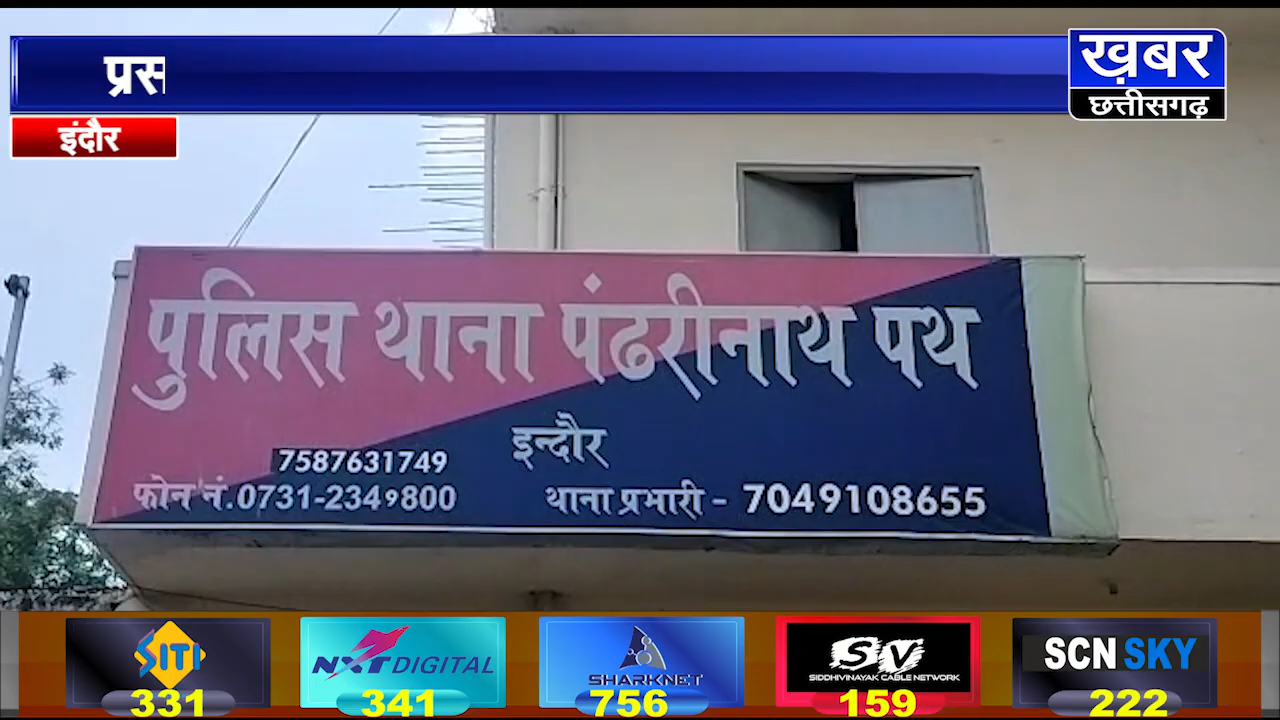 प्रस
ख़बर
छत्तीसगढ़
इंदौर
पुलिस थाना पंढरीनाथ पथ
इन्दौर
7587631749
फोन नं.0731-2349800
थाना प्रभारी - 7049108655
SITI
NXT DIGITAL
SHARKNET
SV
SIDDHIVINAYAK CABLE NETWORK
SCN SKY
331
341
756
159
222